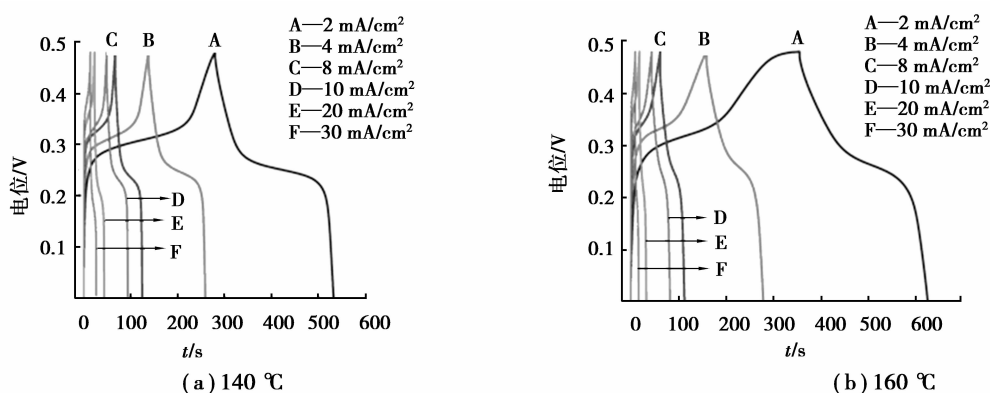 A—2 mA/cm²
B—4 mA/cm²
C—8 mA/cm²
D—10 mA/cm²
E—20 mA/cm²
F—30 mA/cm²
C B A
0.5
0.4
0.3
0.2
0.1
电位/V
D
E
F
0 100 200 300 400 500 600
t/s
(a) 140 ℃
A—2 mA/cm²
B—4 mA/cm²
C—8 mA/cm²
D—10 mA/cm²
E—20 mA/cm²
F—30 mA/cm²
C B A
0.5
0.4
0.3
0.2
0.1
电位/V
D
E
F
0 100 200 300 400 500 600
t/s
(b) 160 ℃